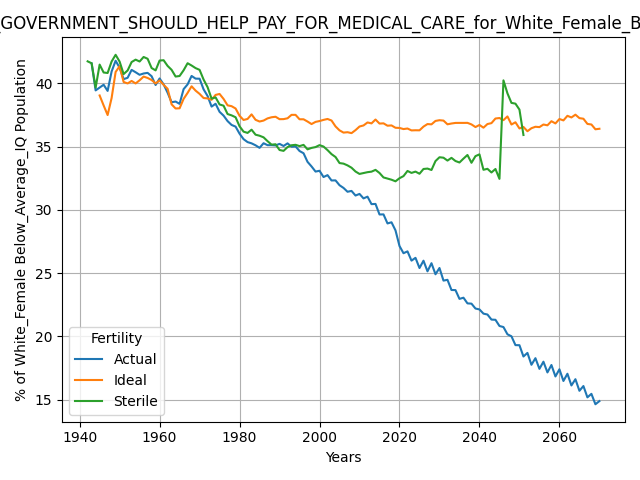 _GOVERNMENT_SHOULD_HELP_PAY_FOR_MEDICAL_CARE_for_White_Female_B
% of White_Female Below_Average_IQ Population
40
35
30
25
20
15
Fertility
Actual
Ideal
Sterile
1940 1960 1980 2000 2020 2040 2060
Years